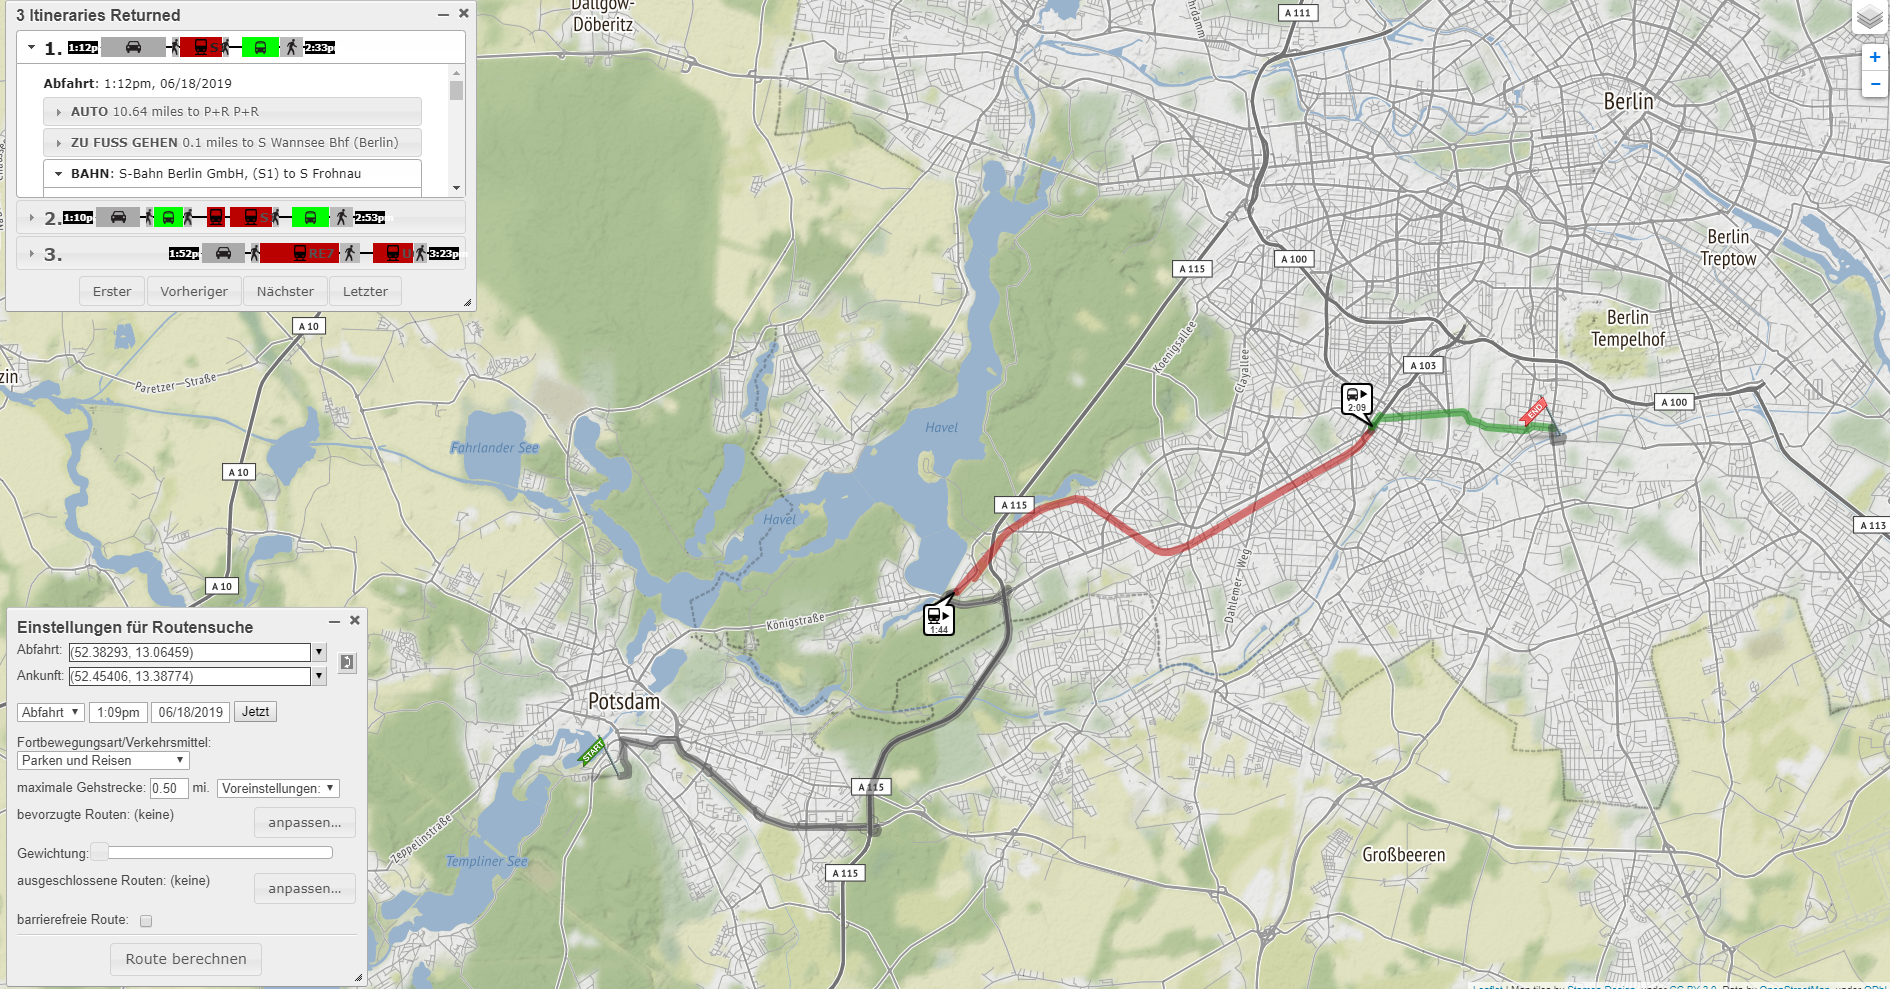 3 Itineraries Returned
1. 1:12p S 2:33p
Abfahrt: 1:12pm, 06/18/2019
AUTO 10.64 miles to P+R P+R
ZU FUSS GEHEN 0.1 miles to S Wannsee Bhf (Berlin)
BAHN: S-Bahn Berlin GmbH, (S1) to S Frohnau
2. 1:10p S 2:53p
3. 1:52p RE7 U 3:23p
Erster Vorheriger Nächster Letzter
Einstellungen für Routensuche
Abfahrt: (52.38293, 13.06459)
Ankunft: (52.45406, 13.38774)
Abfahrt 1:09pm 06/18/2019 Jetzt
Fortbewegungsart/Verkehrsmittel:
Parken und Reisen
maximale Gehstrecke: 0.50 mi. Voreinstellungen:
bevorzugte Routen: (keine) anpassen...
Gewichtung:
ausgeschlossene Routen: (keine) anpassen...
barrierefreie Route:
Route berechnen
Dallgow-
Döberitz
A 111
+
−
Berlin
Berlin
Treptow
A 100
A 115
Berlin
Tempelhof
A 10
Koenigsallee
Clayallee
A 103
Paretzer-Straße
A 100
2:09
END
Havel
Fahrlander See
A 10
A 115
Havel
A 113
A 10
Dahlemer-Weg
1:44
Königstraße
Potsdam
START
A 115
Zeppelinstraße
Templiner See
A 115
Großbeeren